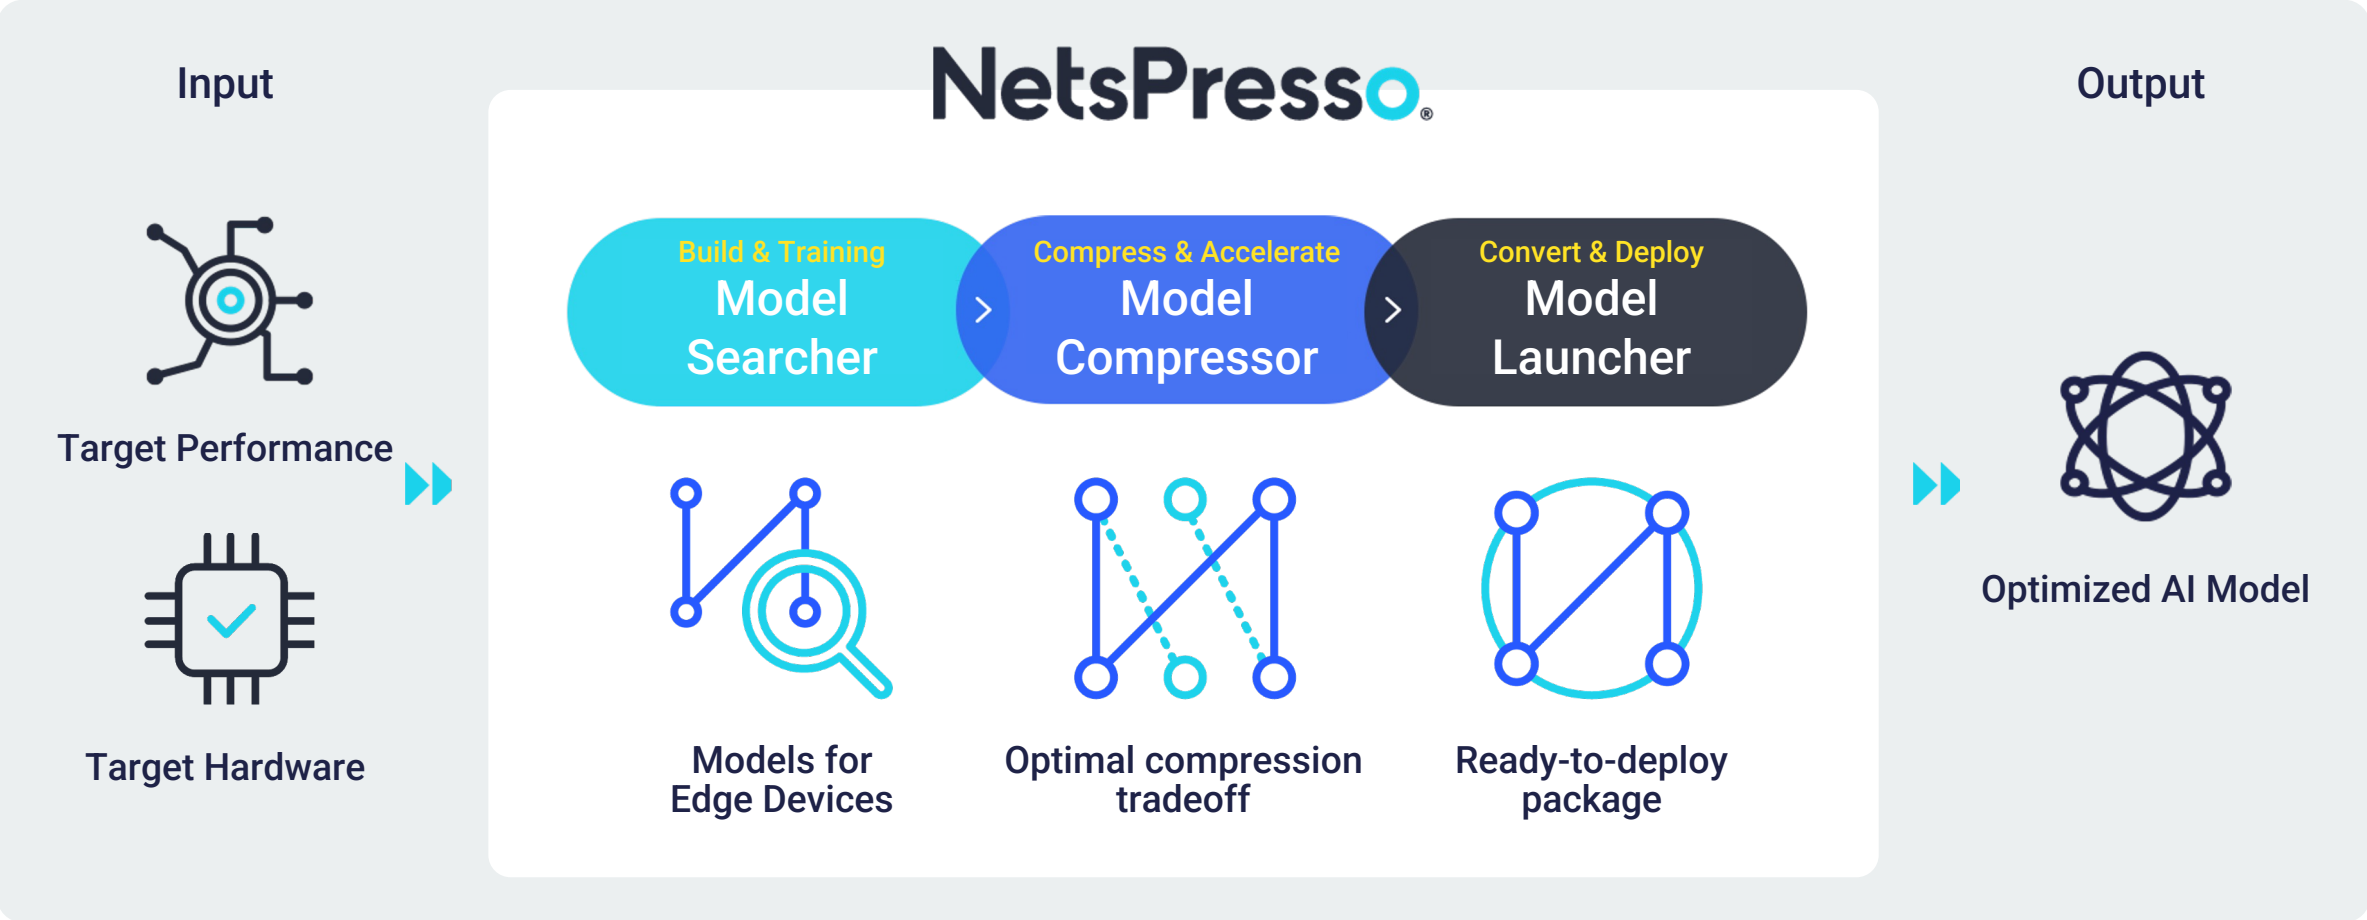 Input
Target Performance
Target Hardware
NetsPresso®
Build & Training
Model
Searcher
Compress & Accelerate
Model
Compressor
Convert & Deploy
Model
Launcher
Models for
Edge Devices
Optimal compression
tradeoff
Ready-to-deploy
package
Output
Optimized AI Model